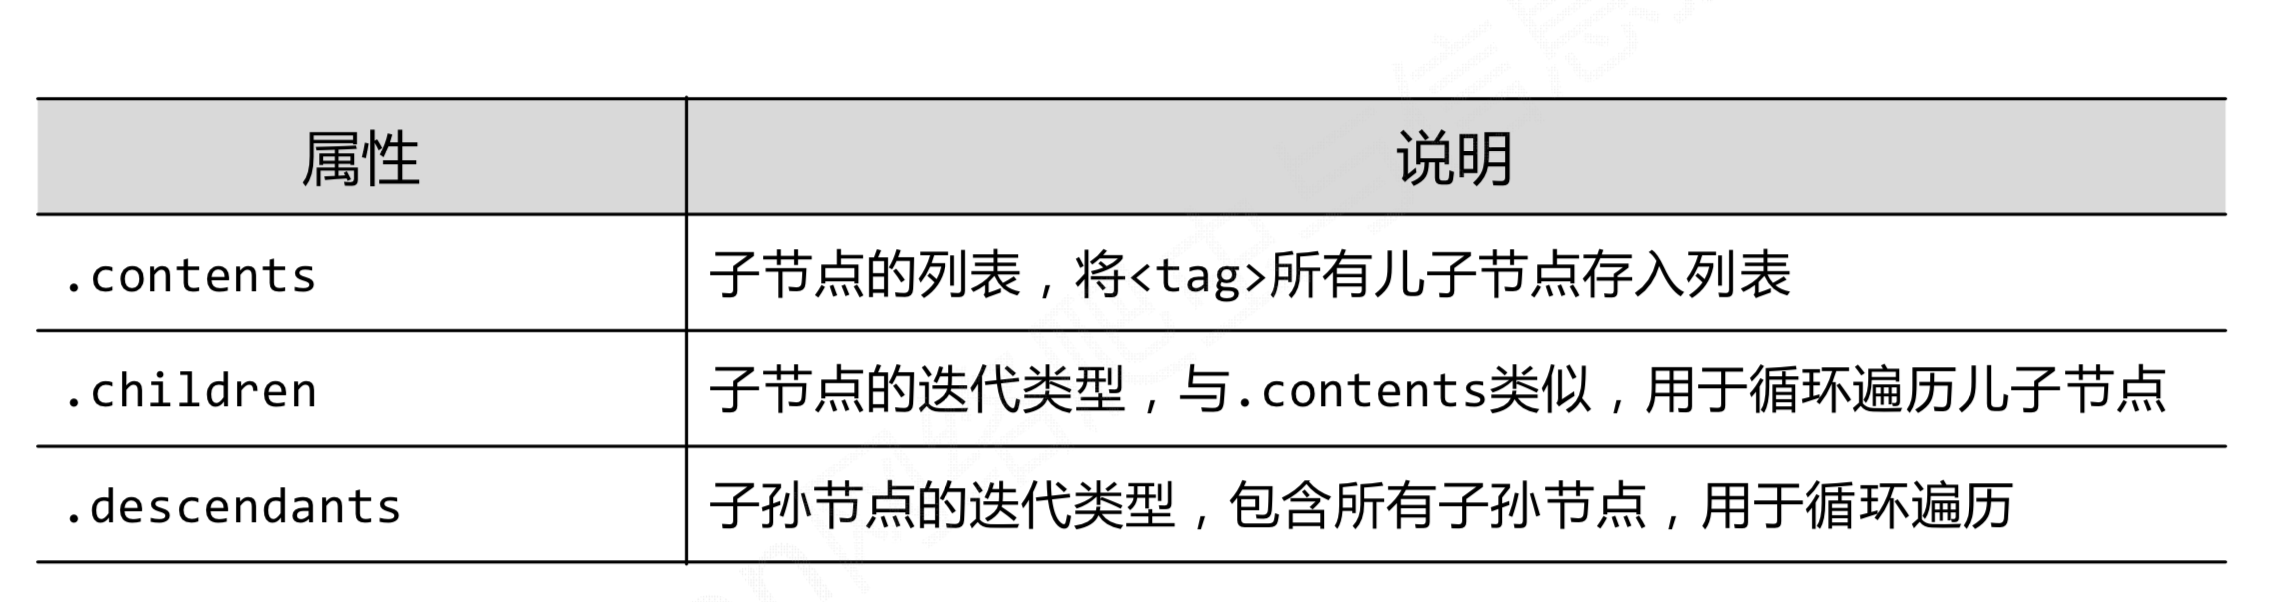 属性 说明
.contents 子节点的列表，将<tag>所有儿子节点存入列表
.children 子节点的迭代类型，与.contents类似，用于循环遍历儿子节点
.descendants 子孙节点的迭代类型，包含所有子孙节点，用于循环遍历